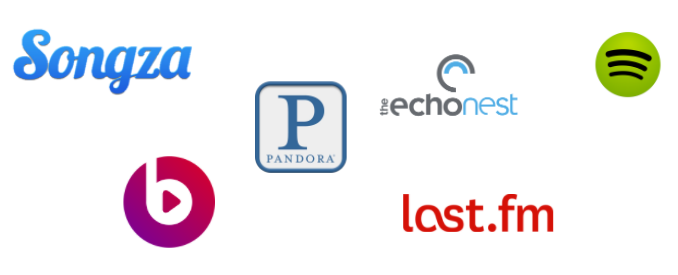 Songza
the echonest
P
PANDORA
b
last.fm